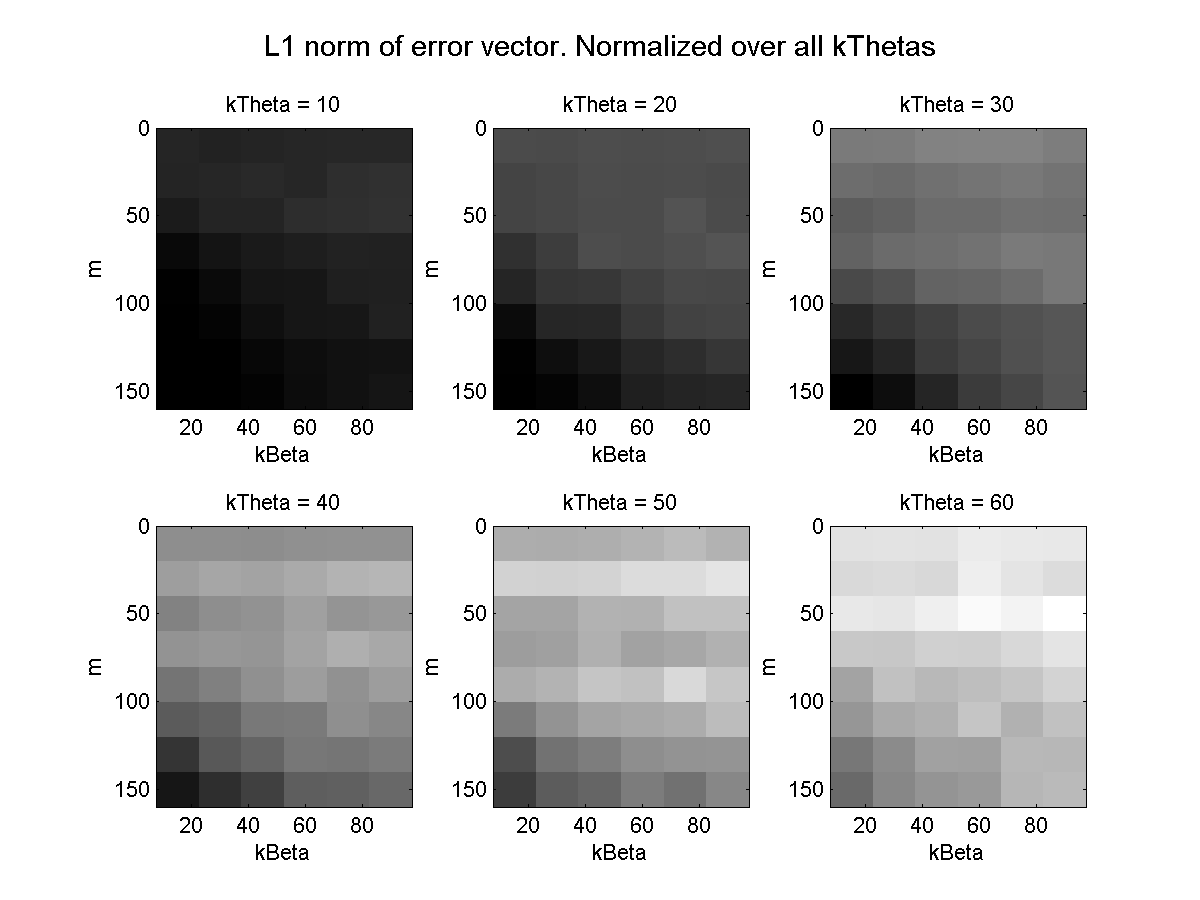 L1 norm of error vector. Normalized over all kThetas
kTheta = 10
0
50
100
150
m
20 40 60 80
kBeta
kTheta = 20
0
50
100
150
m
20 40 60 80
kBeta
kTheta = 30
0
50
100
150
m
20 40 60 80
kBeta
kTheta = 40
0
50
100
150
m
20 40 60 80
kBeta
kTheta = 50
0
50
100
150
m
20 40 60 80
kBeta
kTheta = 60
0
50
100
150
m
20 40 60 80
kBeta